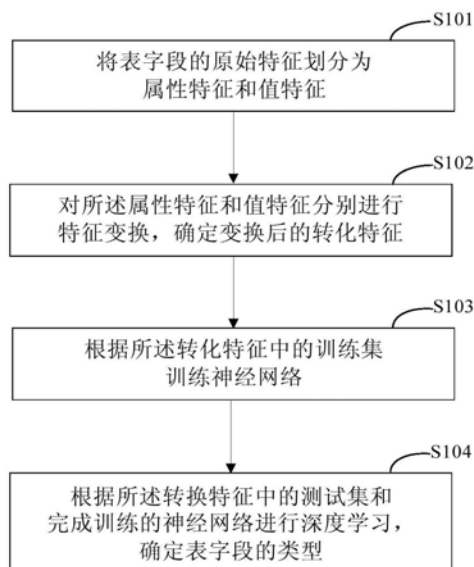 S101
将表字段的原始特征划分为
属性特征和值特征
S102
对所述属性特征和值特征分别进行
特征变换，确定变换后的转化特征
S103
根据所述转化特征中的训练集
训练神经网络
S104
根据所述转换特征中的测试集和
完成训练的神经网络进行深度学习，
确定表字段的类型